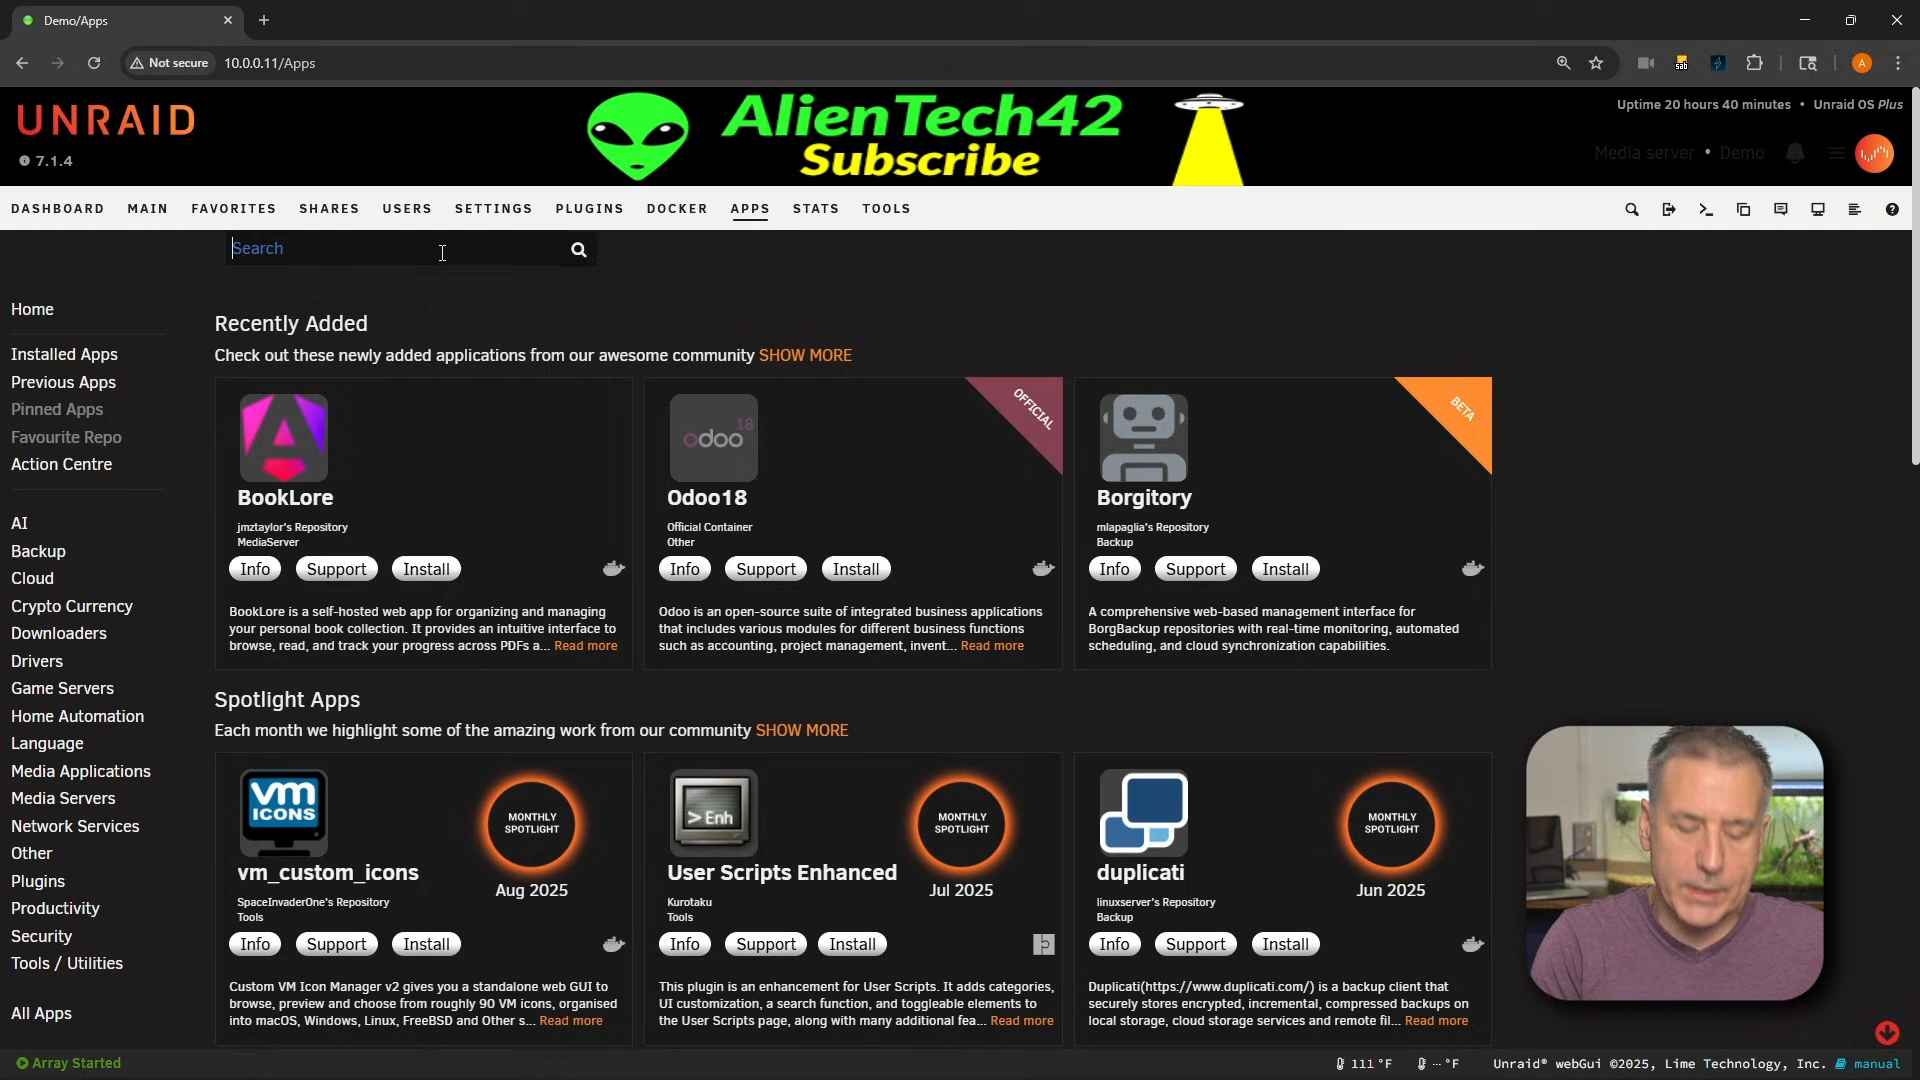 Demo/Apps
Not secure
10.0.0.11/Apps
sab
A
UNRAID
7.1.4
AlienTech42
Subscribe
Uptime 20 hours 40 minutes • Unraid OS Plus
Media server • Demo
DASHBOARD MAIN FAVORITES SHARES USERS SETTINGS PLUGINS DOCKER APPS STATS TOOLS
Search
Home
Installed Apps
Previous Apps
Pinned Apps
Favourite Repo
Action Centre
AI
Backup
Cloud
Crypto Currency
Downloaders
Drivers
Game Servers
Home Automation
Language
Media Applications
Media Servers
Network Services
Other
Plugins
Productivity
Security
Tools / Utilities
All Apps
Recently Added
Check out these newly added applications from our awesome community SHOW MORE
BookLore
jmztaylor's Repository
MediaServer
Info Support Install
BookLore is a self-hosted web app for organizing and managing
your personal book collection. It provides an intuitive interface to
browse, read, and track your progress across PDFs a... Read more
OFFICIAL
odoo
18
Odoo18
Official Container
Other
Info Support Install
Odoo is an open-source suite of integrated business applications
that includes various modules for different business functions
such as accounting, project management, invent... Read more
BETA
Borgitory
mlapaglia's Repository
Backup
Info Support Install
A comprehensive web-based management interface for
BorgBackup repositories with real-time monitoring, automated
scheduling, and cloud synchronization capabilities.
Spotlight Apps
Each month we highlight some of the amazing work from our community SHOW MORE
vm
ICONS
MONTHLY
SPOTLIGHT
Aug 2025
vm_custom_icons
SpaceInvaderOne's Repository
Tools
Info Support Install
Custom VM Icon Manager v2 gives you a standalone web GUI to
browse, preview and choose from roughly 90 VM icons, organised
into macOS, Windows, Linux, FreeBSD and Other s... Read more
>Enh
MONTHLY
SPOTLIGHT
Jul 2025
User Scripts Enhanced
Kurotaku
Tools
Info Support Install
This plugin is an enhancement for User Scripts. It adds categories,
UI customization, a search function, and toggleable elements to
the User Scripts page, along with many additional fea... Read more
MONTHLY
SPOTLIGHT
Jun 2025
duplicati
linuxserver's Repository
Backup
Info Support Install
Duplicati(https://www.duplicati.com/) is a backup client that
securely stores encrypted, incremental, compressed backups on
local storage, cloud storage services and remote fil... Read more
Array Started
111 °F
-- °F
Unraid® webGui ©2025, Lime Technology, Inc. manual